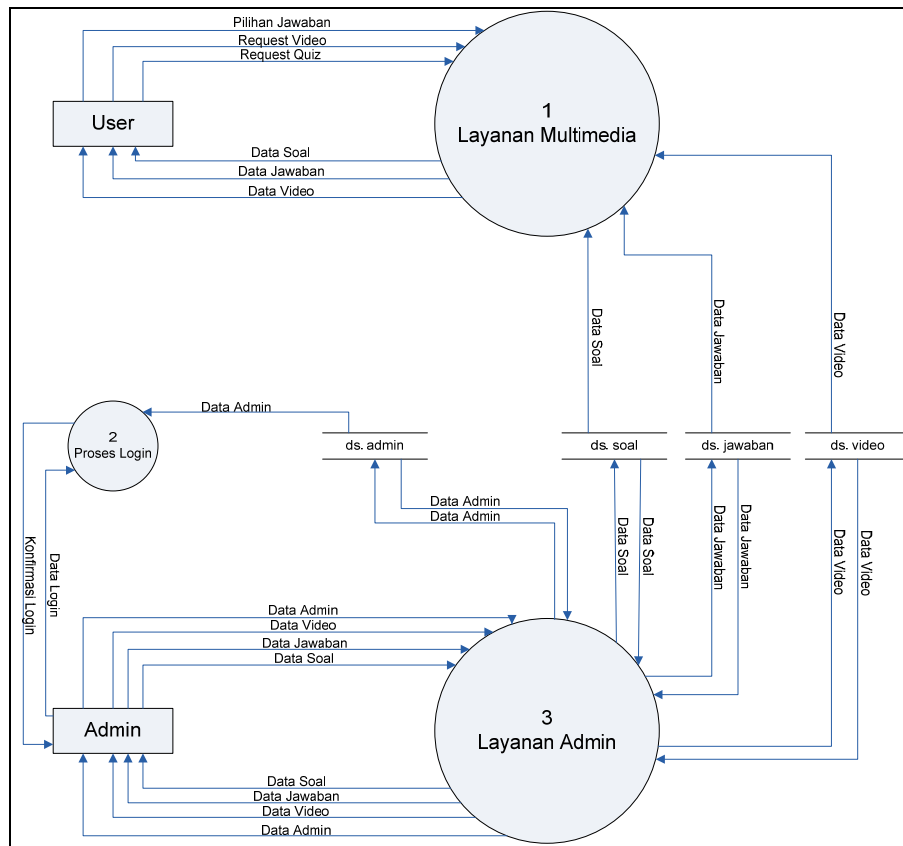 Pilihan Jawaban
Request Video
Request Quiz
User
1
Layanan Multimedia
Data Soal
Data Jawaban
Data Video
Data Soal
Data Jawaban
Data Video
Data Admin
2
Proses Login
ds. admin
ds. soal
ds. jawaban
ds. video
Data Admin
Data Admin
Data Soal
Data Soal
Data Jawaban
Data Jawaban
Data Video
Data Video
Konfirmasi Login
Data Login
Data Admin
Data Video
Data Jawaban
Data Soal
Admin
3
Layanan Admin
Data Soal
Data Jawaban
Data Video
Data Admin